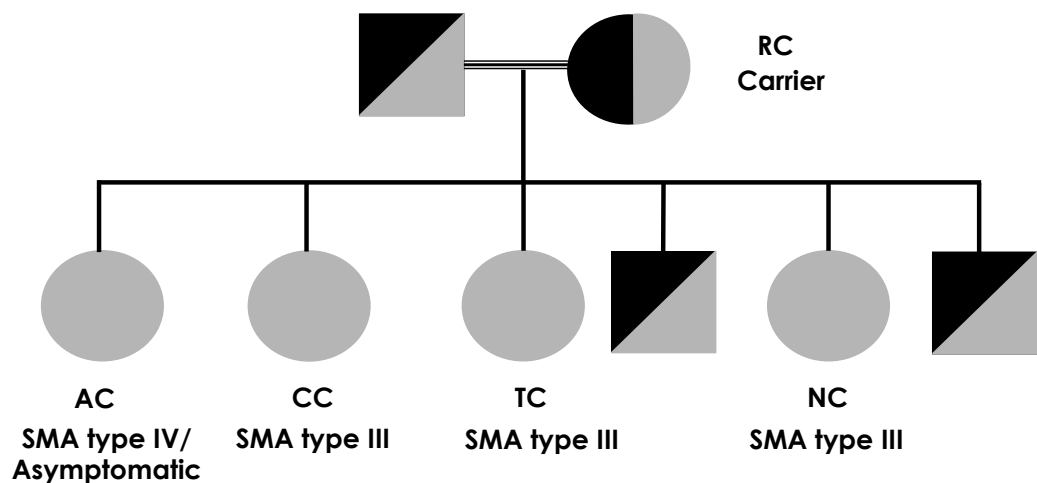 RC
Carrier
AC
SMA type IV/
Asymptomatic
CC
SMA type III
TC
SMA type III
NC
SMA type III